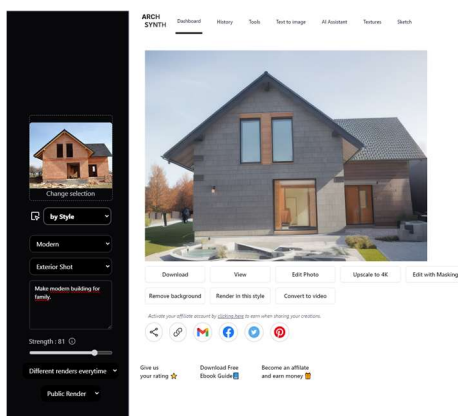 ARCH
SYNTH
Dashboard
History
Tools
Text to image
AI Assistant
Textures
Sketch
Change selection
by Style
Modern
Exterior Shot
Make modern building for
family.
Strength : 81
Different renders everytime
Public Render
Download
View
Edit Photo
Upscale to 4K
Edit with Masking
Remove background
Render in this style
Convert to video
Activate your affiliate account by clicking here to earn when sharing your creations.
Give us
your rating
Download Free
Ebook Guide
Become an affiliate
and earn money